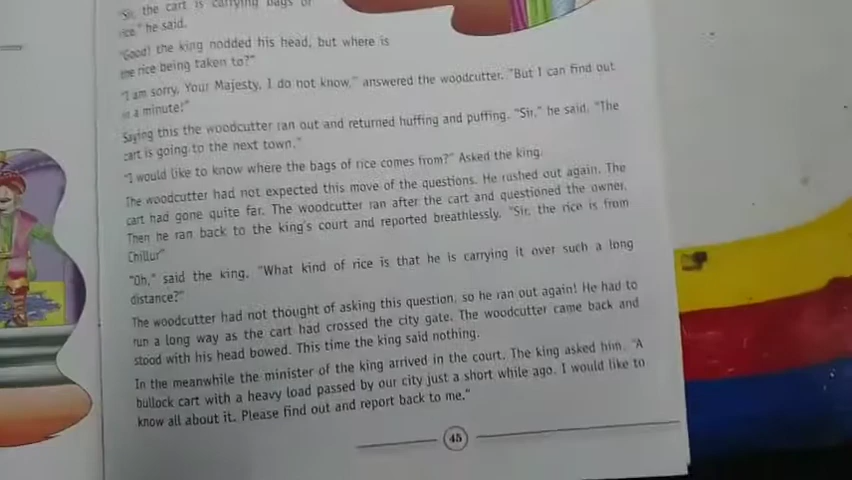 "Sir, the cart is carrying bags of
rice," he said.
"Good! the king nodded his head, but where is
the rice being taken to?"
"I am sorry, Your Majesty, I do not know," answered the woodcutter. "But I can find out
in a minute!"
Saying this the woodcutter ran out and returned huffing and puffing. "Sir," he said, "The
cart is going to the next town."
"I would like to know where the bags of rice comes from?" Asked the king.
The woodcutter had not expected this move of the questions. He rushed out again. The
cart had gone quite far. The woodcutter ran after the cart and questioned the owner.
Then he ran back to the king's court and reported breathlessly. "Sir, the rice is from
Chillur"
"Oh," said the king. "What kind of rice is that he is carrying it over such a long
distance?"
The woodcutter had not thought of asking this question, so he ran out again! He had to
run a long way as the cart had crossed the city gate. The woodcutter came back and
stood with his head bowed. This time the king said nothing.
In the meanwhile the minister of the king arrived in the court. The king asked him. "A
bullock cart with a heavy load passed by our city just a short while ago. I would like to
know all about it. Please find out and report back to me."
45